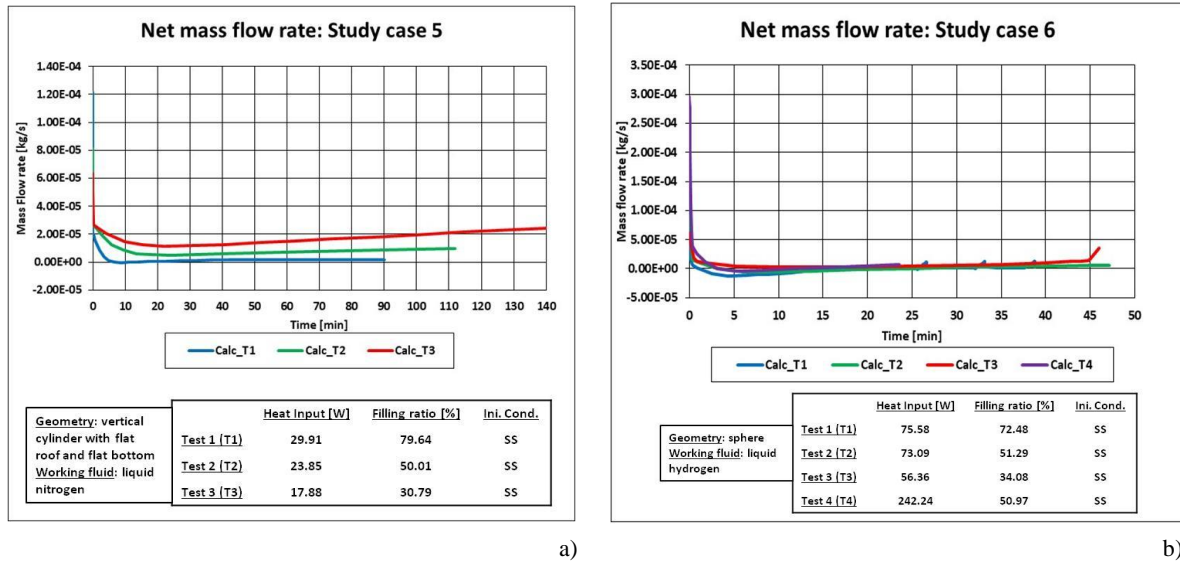 Net mass flow rate: Study case 5
Mass Flow rate [kg/s]
1.40E-04
1.20E-04
1.00E-04
8.00E-05
6.00E-05
4.00E-05
2.00E-05
0.00E+00
-2.00E-05
0 10 20 30 40 50 60 70 80 90 100 110 120 130 140
Time [min]
Calc_T1 Calc_T2 Calc_T3
Geometry: vertical
cylinder with flat
roof and flat bottom
Working fluid: liquid
nitrogen
Heat Input [W] Filling ratio [%] Ini. Cond.
Test 1 (T1) 29.91 79.64 SS
Test 2 (T2) 23.85 50.01 SS
Test 3 (T3) 17.88 30.79 SS
a)
Net mass flow rate: Study case 6
Mass Flow rate [kg/s]
3.50E-04
3.00E-04
2.50E-04
2.00E-04
1.50E-04
1.00E-04
5.00E-05
0.00E+00
-5.00E-05
0 5 10 15 20 25 30 35 40 45 50
Time [min]
Calc_T1 Calc_T2 Calc_T3 Calc_T4
Geometry: sphere
Working fluid: liquid
hydrogen
Heat Input [W] Filling ratio [%] Ini. Cond.
Test 1 (T1) 75.58 72.48 SS
Test 2 (T2) 73.09 51.29 SS
Test 3 (T3) 56.36 34.08 SS
Test 4 (T4) 242.24 50.97 SS
b)